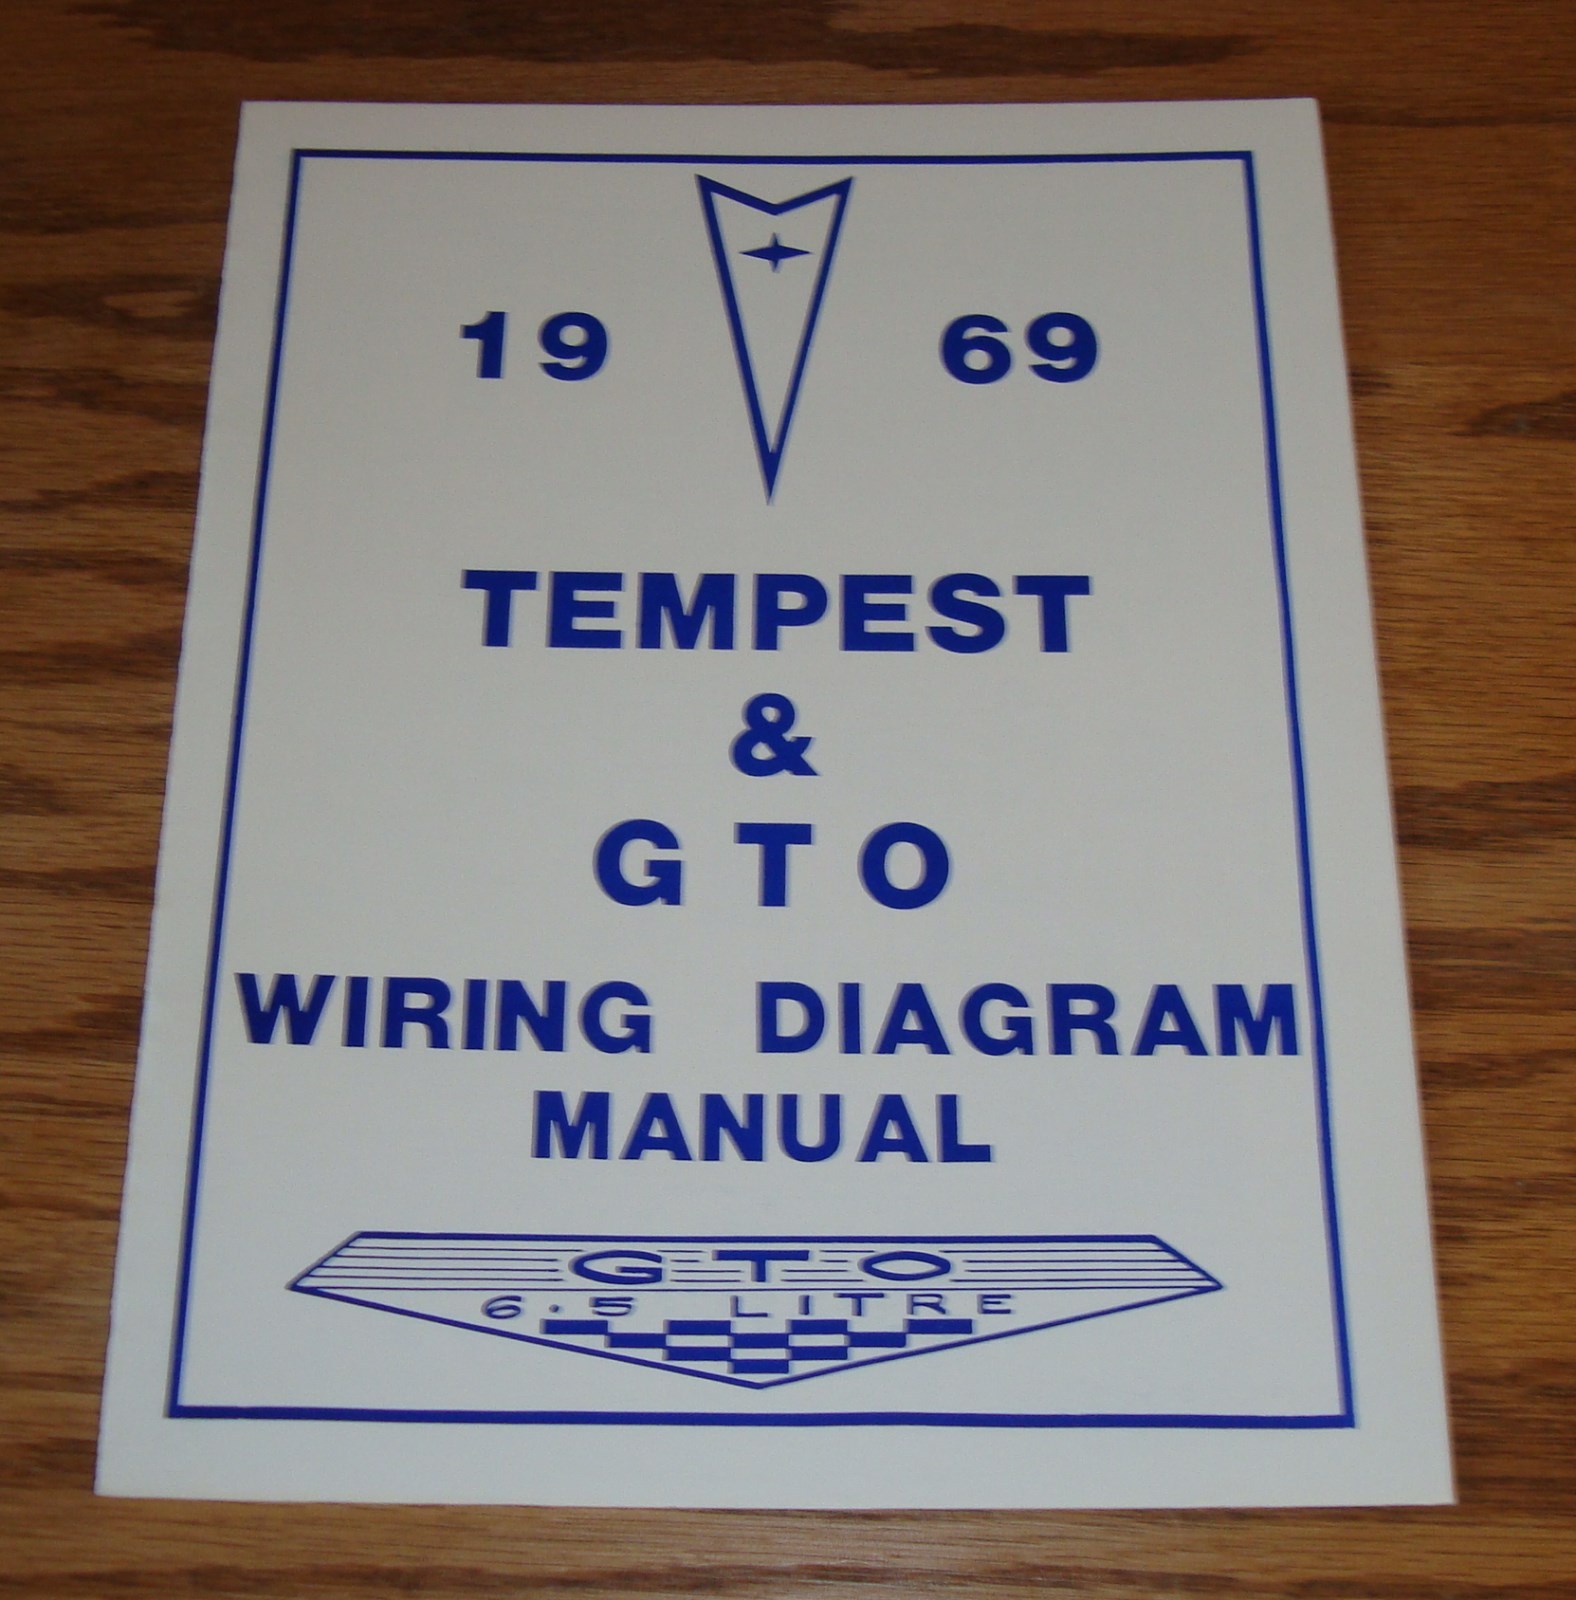 19 69
TEMPEST
&
GTO
WIRING DIAGRAM
MANUAL
GTO
6.5 LITRE